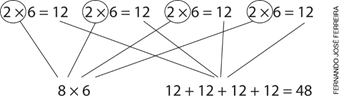 2 × 6 = 12 2 × 6 = 12 2 × 6 = 12 2 × 6 = 12
8 × 6 12 + 12 + 12 + 12 = 48
FERNANDO JOSÉ FERREIRA